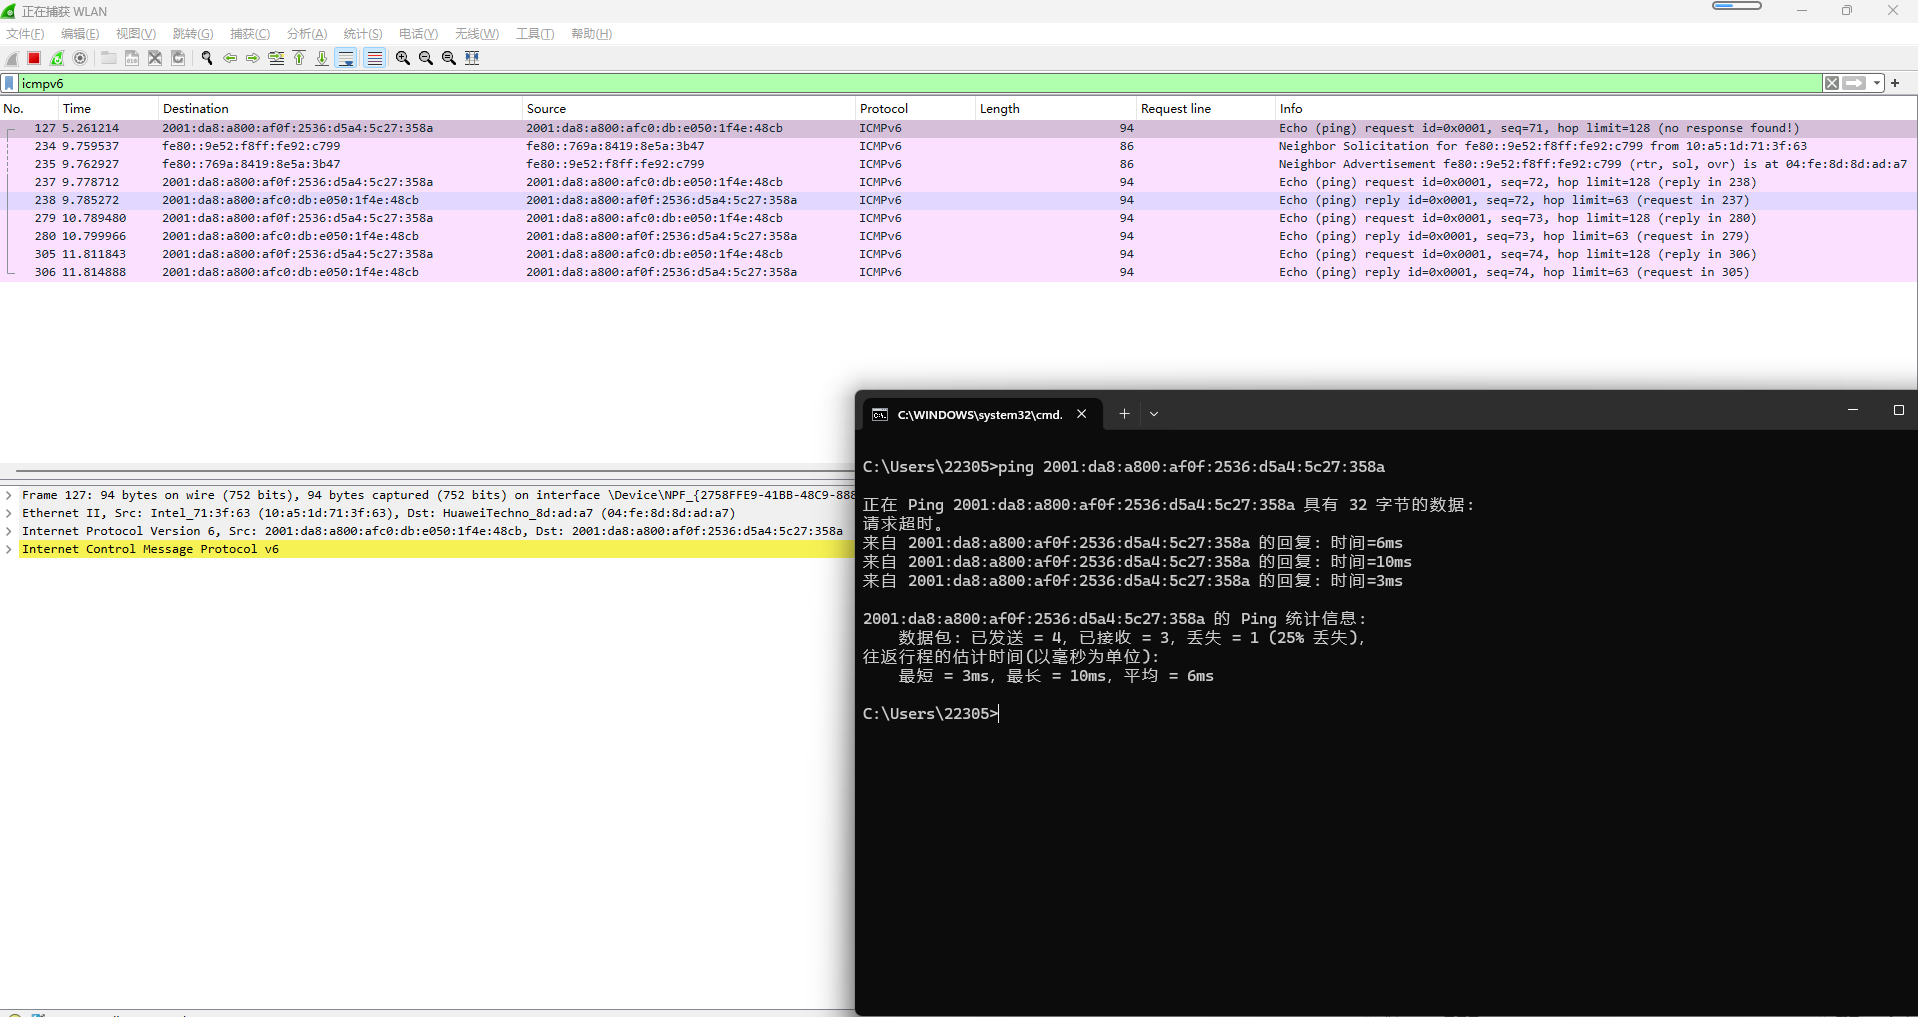 正在捕获 WLAN
文件(F) 编辑(E) 视图(V) 跳转(G) 捕获(C) 分析(A) 统计(S) 电话(Y) 无线(W) 工具(T) 帮助(H)
icmpv6
No. Time Destination Source Protocol Length Request line Info
127 5.261214 2001:da8:a800:af0f:2536:d5a4:5c27:358a 2001:da8:a800:afc0:db:e050:1f4e:48cb ICMPv6 94 Echo (ping) request id=0x0001, seq=71, hop limit=128 (no response found!)
234 9.759537 fe80::9e52:f8ff:fe92:c799 fe80::769a:8419:8e5a:3b47 ICMPv6 86 Neighbor Solicitation for fe80::9e52:f8ff:fe92:c799 from 10:a5:1d:71:3f:63
235 9.762927 fe80::769a:8419:8e5a:3b47 fe80::9e52:f8ff:fe92:c799 ICMPv6 86 Neighbor Advertisement fe80::9e52:f8ff:fe92:c799 (rtr, sol, ovr) is at 04:fe:8d:8d:ad:a7
237 9.778712 2001:da8:a800:af0f:2536:d5a4:5c27:358a 2001:da8:a800:afc0:db:e050:1f4e:48cb ICMPv6 94 Echo (ping) request id=0x0001, seq=72, hop limit=128 (reply in 238)
238 9.785272 2001:da8:a800:afc0:db:e050:1f4e:48cb 2001:da8:a800:af0f:2536:d5a4:5c27:358a ICMPv6 94 Echo (ping) reply id=0x0001, seq=72, hop limit=63 (request in 237)
279 10.789480 2001:da8:a800:af0f:2536:d5a4:5c27:358a 2001:da8:a800:afc0:db:e050:1f4e:48cb ICMPv6 94 Echo (ping) request id=0x0001, seq=73, hop limit=128 (reply in 280)
280 10.799966 2001:da8:a800:afc0:db:e050:1f4e:48cb 2001:da8:a800:af0f:2536:d5a4:5c27:358a ICMPv6 94 Echo (ping) reply id=0x0001, seq=73, hop limit=63 (request in 279)
305 11.811843 2001:da8:a800:af0f:2536:d5a4:5c27:358a 2001:da8:a800:afc0:db:e050:1f4e:48cb ICMPv6 94 Echo (ping) request id=0x0001, seq=74, hop limit=128 (reply in 306)
306 11.814888 2001:da8:a800:afc0:db:e050:1f4e:48cb 2001:da8:a800:af0f:2536:d5a4:5c27:358a ICMPv6 94 Echo (ping) reply id=0x0001, seq=74, hop limit=63 (request in 305)
Frame 127: 94 bytes on wire (752 bits), 94 bytes captured (752 bits) on interface \Device\NPF_{2758FFE9-41BB-48C9-888
Ethernet II, Src: Intel_71:3f:63 (10:a5:1d:71:3f:63), Dst: HuaweiTechno_8d:ad:a7 (04:fe:8d:8d:ad:a7)
Internet Protocol Version 6, Src: 2001:da8:a800:afc0:db:e050:1f4e:48cb, Dst: 2001:da8:a800:af0f:2536:d5a4:5c27:358a
Internet Control Message Protocol v6
C:\WINDOWS\system32\cmd.
C:\Users\22305>ping 2001:da8:a800:af0f:2536:d5a4:5c27:358a
正在 Ping 2001:da8:a800:af0f:2536:d5a4:5c27:358a 具有 32 字节的数据:
请求超时。
来自 2001:da8:a800:af0f:2536:d5a4:5c27:358a 的回复: 时间=6ms
来自 2001:da8:a800:af0f:2536:d5a4:5c27:358a 的回复: 时间=10ms
来自 2001:da8:a800:af0f:2536:d5a4:5c27:358a 的回复: 时间=3ms
2001:da8:a800:af0f:2536:d5a4:5c27:358a 的 Ping 统计信息:
数据包: 已发送 = 4, 已接收 = 3, 丢失 = 1 (25% 丢失),
往返行程的估计时间(以毫秒为单位):
最短 = 3ms, 最长 = 10ms, 平均 = 6ms
C:\Users\22305>